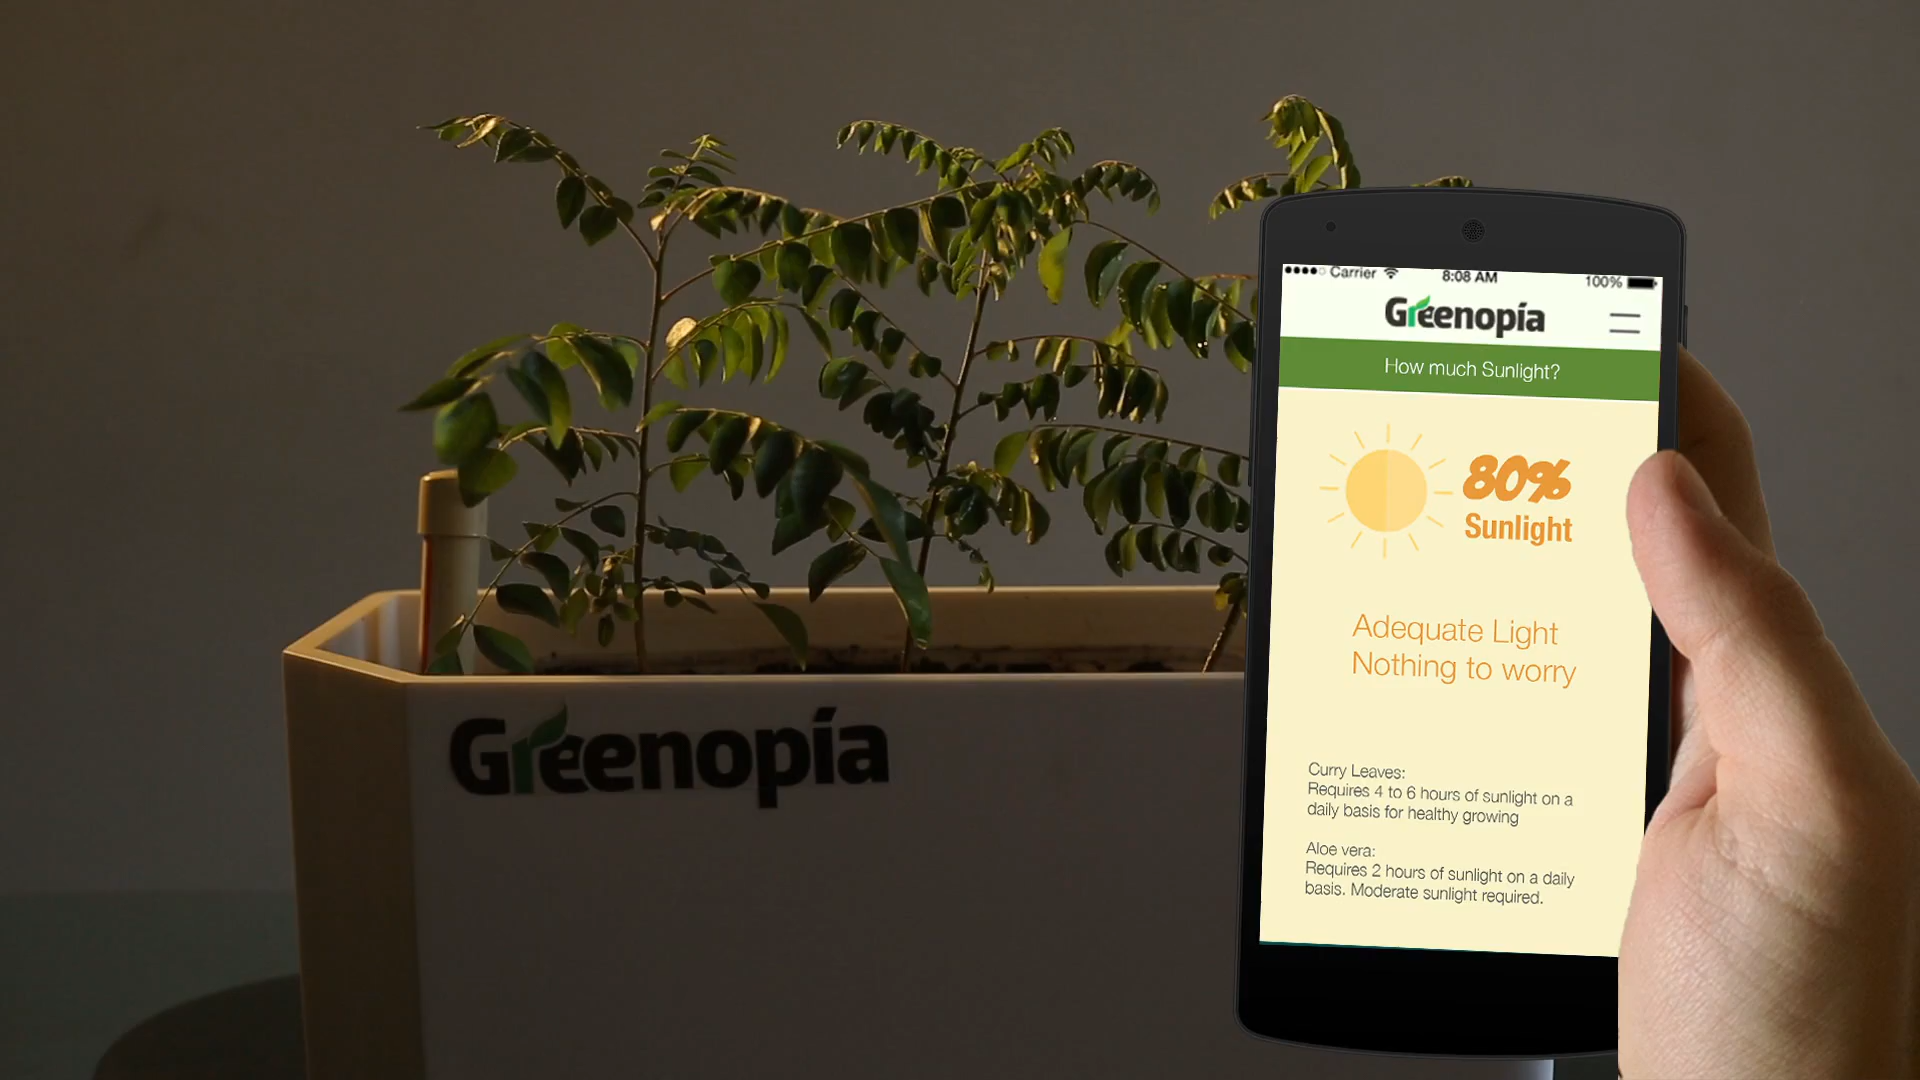 Greenopía
Carrier 8:08 AM 100%
Greenopía
How much Sunlight?
80%
Sunlight
Adequate Light
Nothing to worry
Curry Leaves:
Requires 4 to 6 hours of sunlight on a
daily basis for healthy growing
Aloe vera:
Requires 2 hours of sunlight on a daily
basis. Moderate sunlight required.